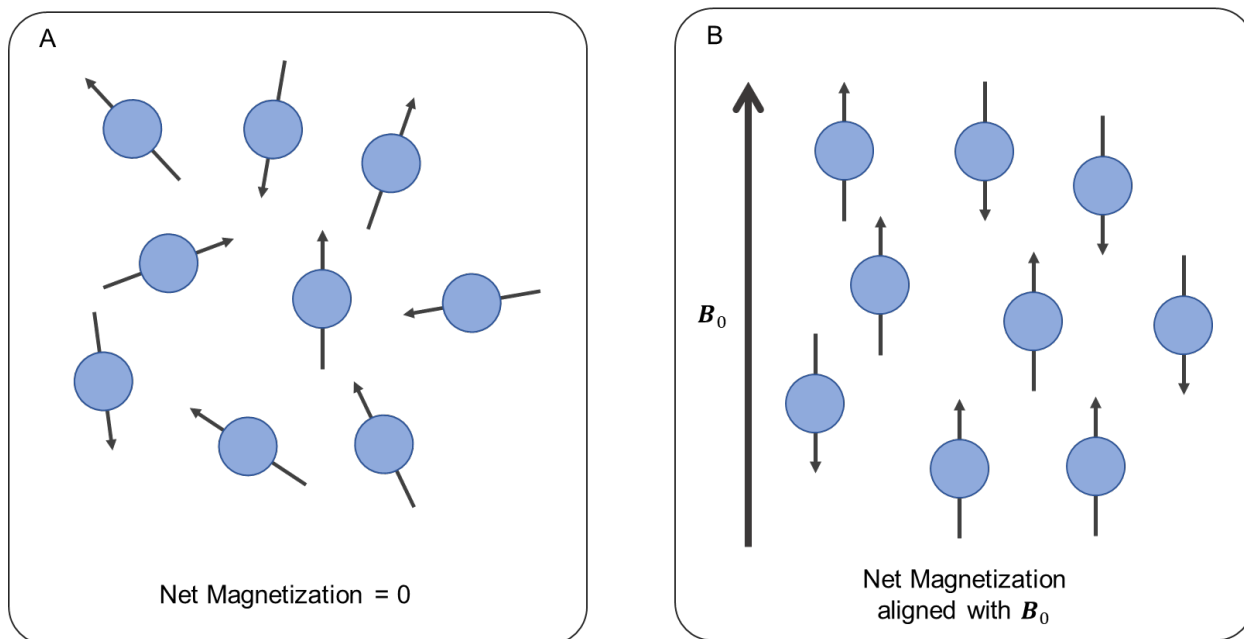 A
Net Magnetization = 0
B
B₀
Net Magnetization
aligned with B₀